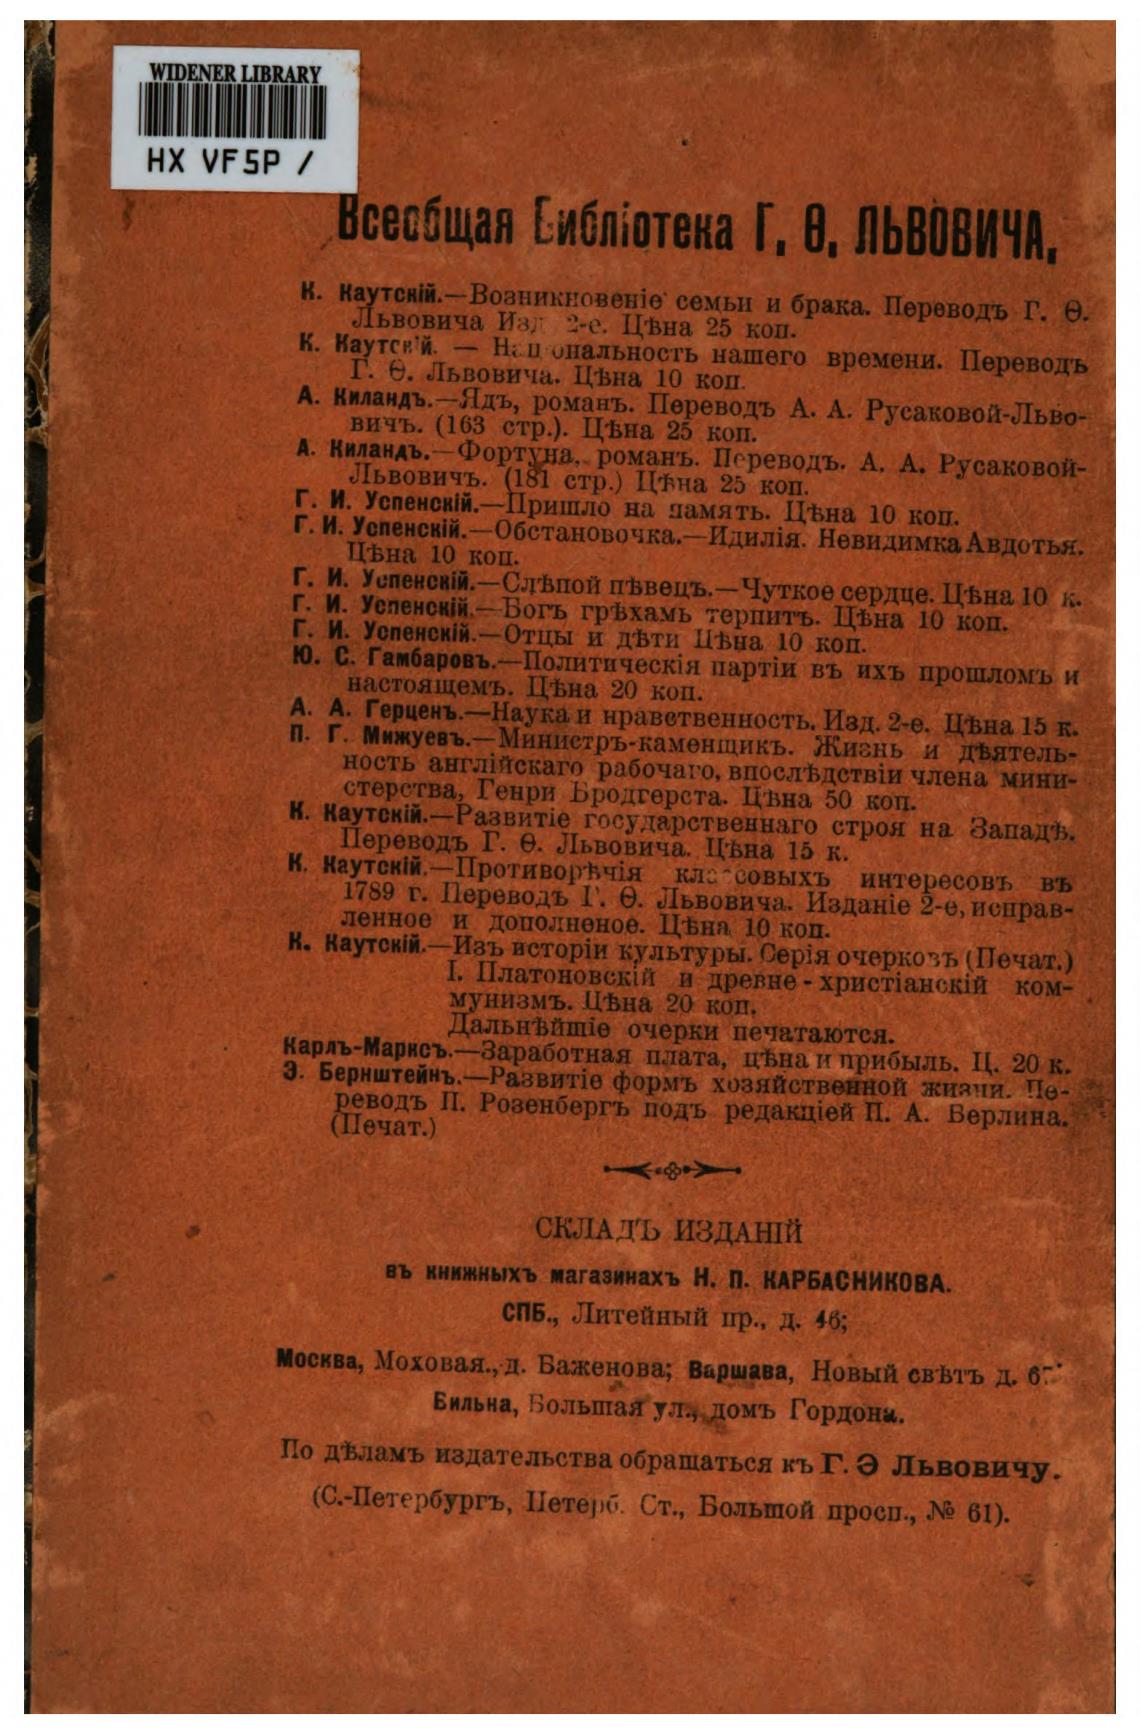 WIDENER LIBRARY
HX VF5P /
Всеобщая Библіотека Г. Ѳ. ЛЬВОВИЧА.
К. Каутскій.—Возникновеніе семьи и брака. Переводъ Г. Ѳ.
Львовича Изд 2-е. Цѣна 25 коп.
К. Каутскій. — Національность нашего времени. Переводъ
Г. Ѳ. Львовича. Цѣна 10 коп.
А. Киландъ.—Ядъ, романъ. Переводъ А. А. Русаковой-Льво-
вичъ. (163 стр.). Цѣна 25 коп.
А. Киландъ.—Фортуна, романъ. Переводъ. А. А. Русаковой-
Львовичъ. (181 стр.) Цѣна 25 коп.
Г. И. Успенскій.—Пришло на память. Цѣна 10 коп.
Г. И. Успенскій.—Обстановочка.—Идилія. Невидимка Авдотья.
Цѣна 10 коп.
Г. И. Успенскій.—Слѣпой пѣвецъ.—Чуткое сердце. Цѣна 10 к.
Г. И. Успенскій.—Богъ грѣхамъ терпитъ. Цѣна 10 коп.
Г. И. Успенскій.—Отцы и дѣти Цѣна 10 коп.
Ю. С. Гамбаровъ.—Политическія партіи въ ихъ прошломъ и
настоящемъ. Цѣна 20 коп.
А. А. Герценъ.—Наука и нравственность. Изд. 2-е. Цѣна 15 к.
П. Г. Мижуевъ.—Министръ-каменщикъ. Жизнь и дѣятель-
ность англійскаго рабочаго, впослѣдствіи члена мини-
стерства, Генри Бродгерста. Цѣна 50 коп.
К. Каутскій.—Развитіе государственнаго строя на Западѣ.
Переводъ Г. Ѳ. Львовича. Цѣна 15 к.
К. Каутскій.—Противорѣчія классовыхъ интересовъ въ
1789 г. Переводъ Г. Ѳ. Львовича. Изданіе 2-е, исправ-
ленное и дополненое. Цѣна 10 коп.
К. Каутскій.—Изъ исторіи культуры. Серія очерковъ (Печат.)
I. Платоновскій и древне-христіанскій ком-
мунизмъ. Цѣна 20 коп.
Дальнѣйшіе очерки печатаются.
Карлъ-Марксъ.—Заработная плата, цѣна и прибыль. Ц. 20 к.
Э. Бернштейнъ.—Развитіе формъ хозяйственной жизни. Пе-
реводъ П. Розенбергъ подъ редакціей П. А. Берлина.
(Печат.)
СКЛАДЪ ИЗДАНІЙ
въ книжныхъ магазинахъ Н. П. КАРБАСНИКОВА.
СПБ., Литейный пр., д. 46;
Москва, Моховая., д. Баженова; Варшава, Новый свѣтъ д.
Вильна, Большая ул., домъ Гордона.
По дѣламъ издательства обращаться къ Г. Э Львовичу.
(С.-Петербургъ, Петерб. Ст., Большой просп., № 61).